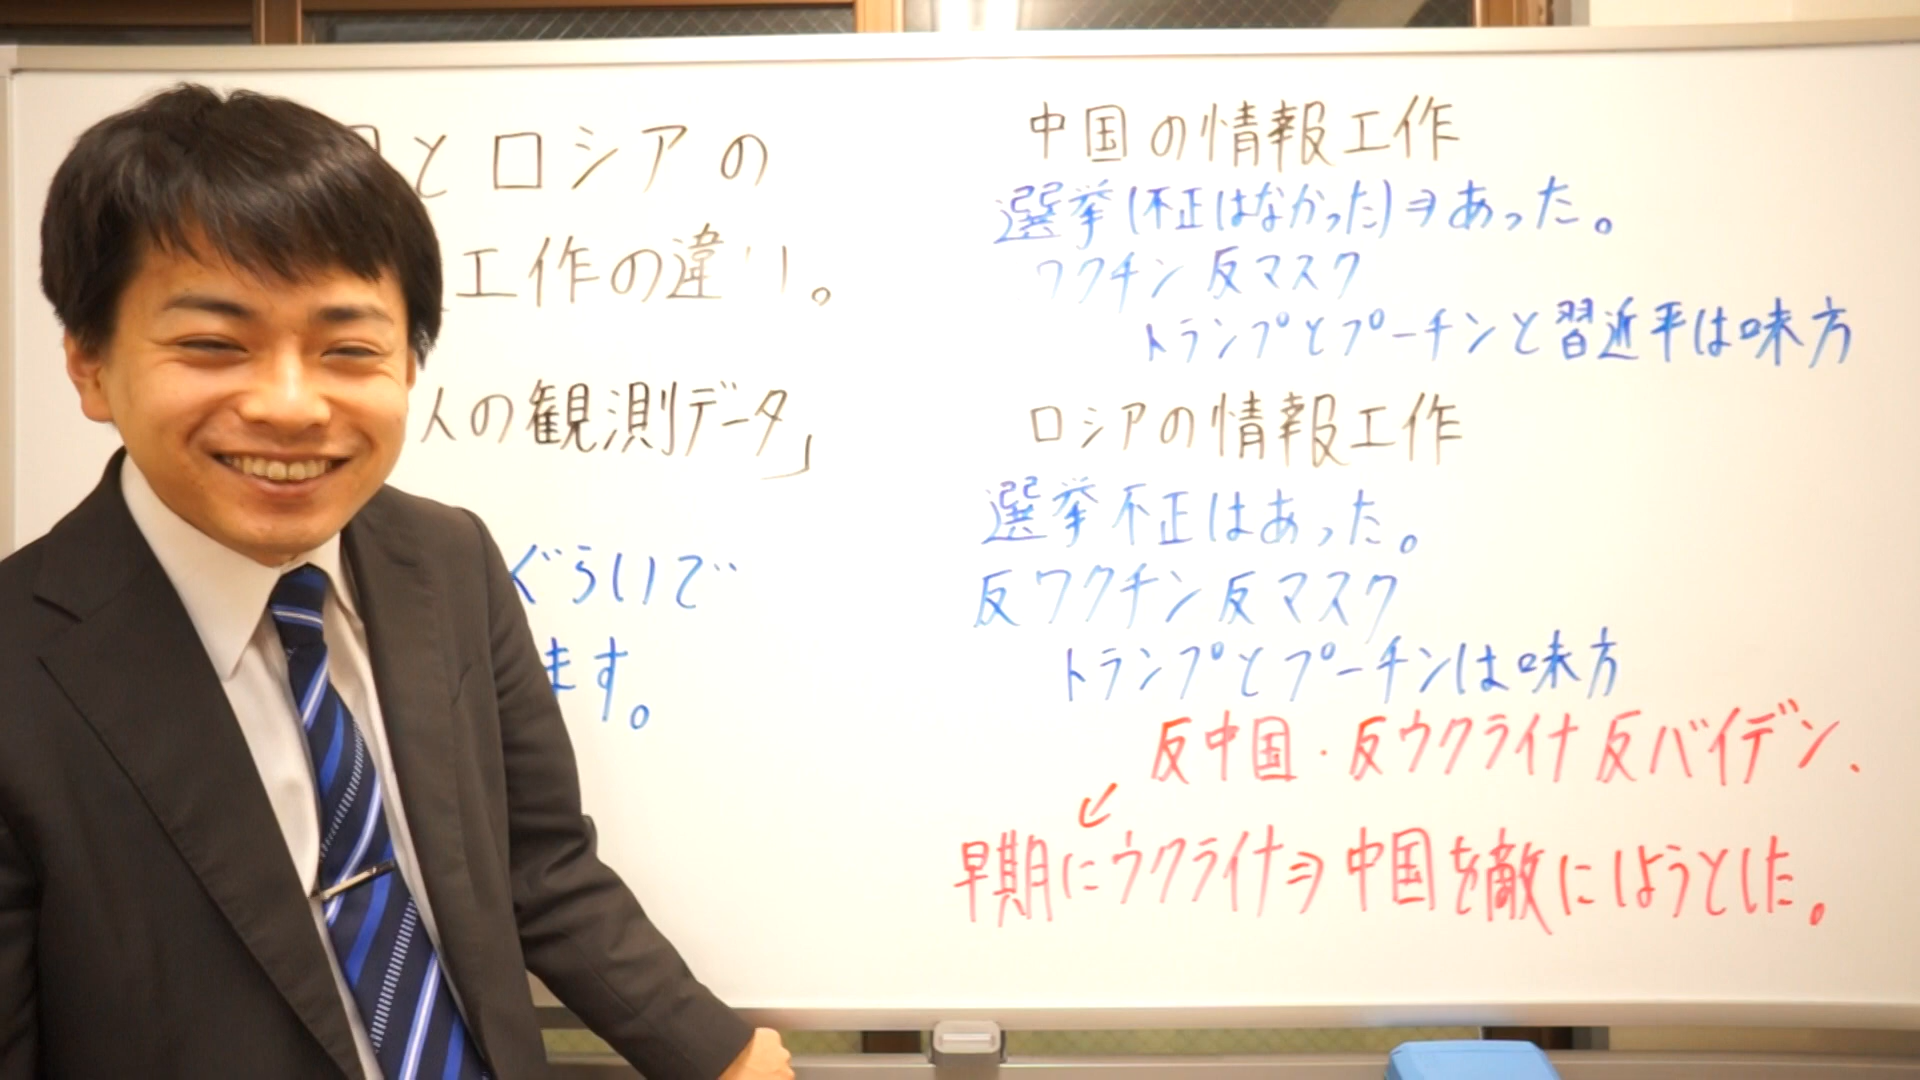 とロシアの
工作の違い。
人の観測データ」
ぐらいで
ます。
中国の情報工作
選挙(不正はなかった)⇒あった。
ワクチン 反マスク
トランプとプーチンと習近平は味方
ロシアの情報工作
選挙不正はあった。
反ワクチン 反マスク
トランプとプーチンは味方
反中国・反ウクライナ 反バイデン、
↙
早期にウクライナ⇒中国を敵にしようとした。